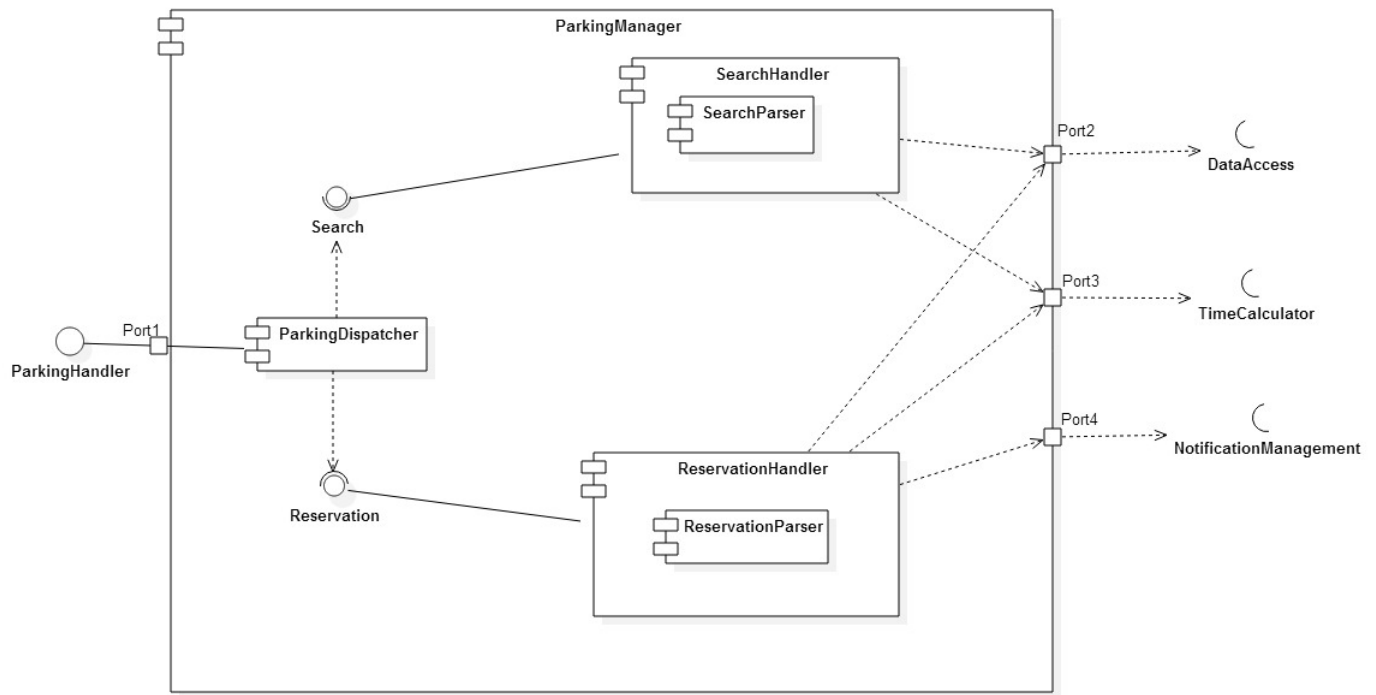 ParkingManager
SearchHandler
SearchParser
Port2
DataAccess
Search
Port3
TimeCalculator
Port1
ParkingDispatcher
ParkingHandler
Port4
NotificationManagement
ReservationHandler
Reservation
ReservationParser